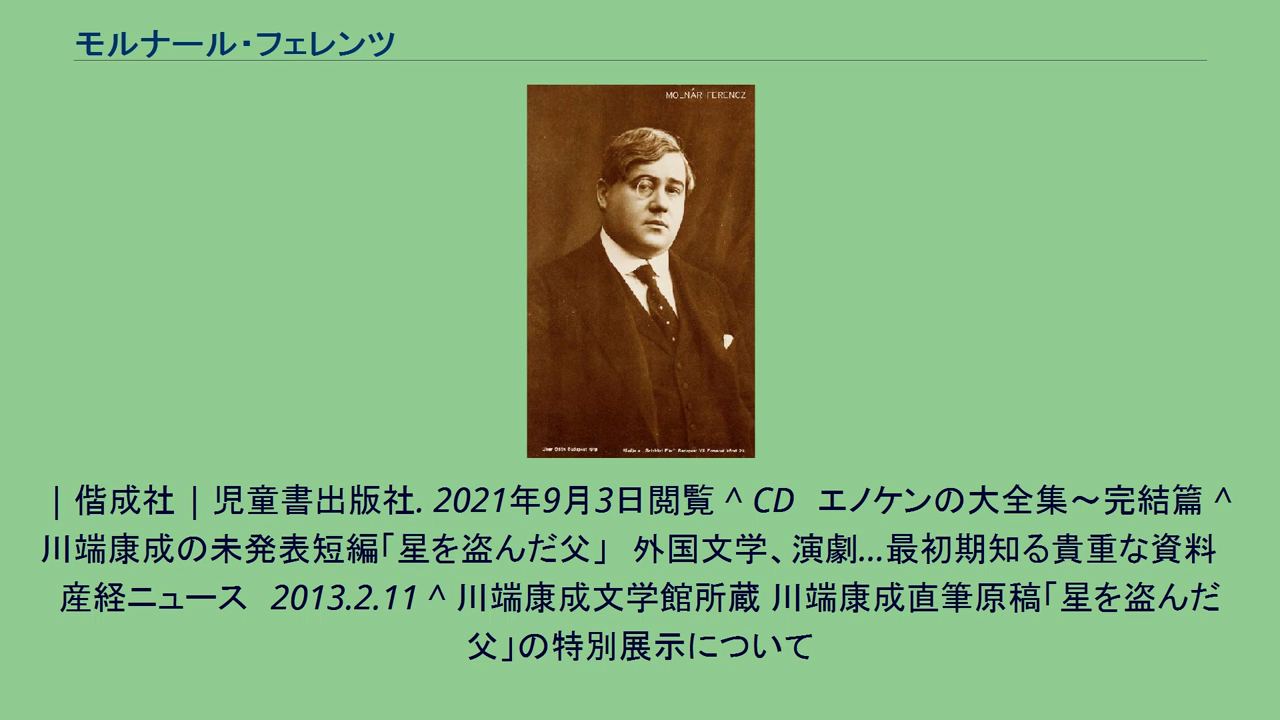 モルナール・フェレンツ
MOLNÁR FERENCZ
| 偕成社 | 児童書出版社. 2021年9月3日閲覧 ^ CD　エノケンの大全集～完結篇 ^
川端康成の未発表短編「星を盗んだ父」　外国文学、演劇…最初期知る貴重な資料
産経ニュース　2013.2.11 ^ 川端康成文学館所蔵 川端康成直筆原稿「星を盗んだ
父」の特別展示について